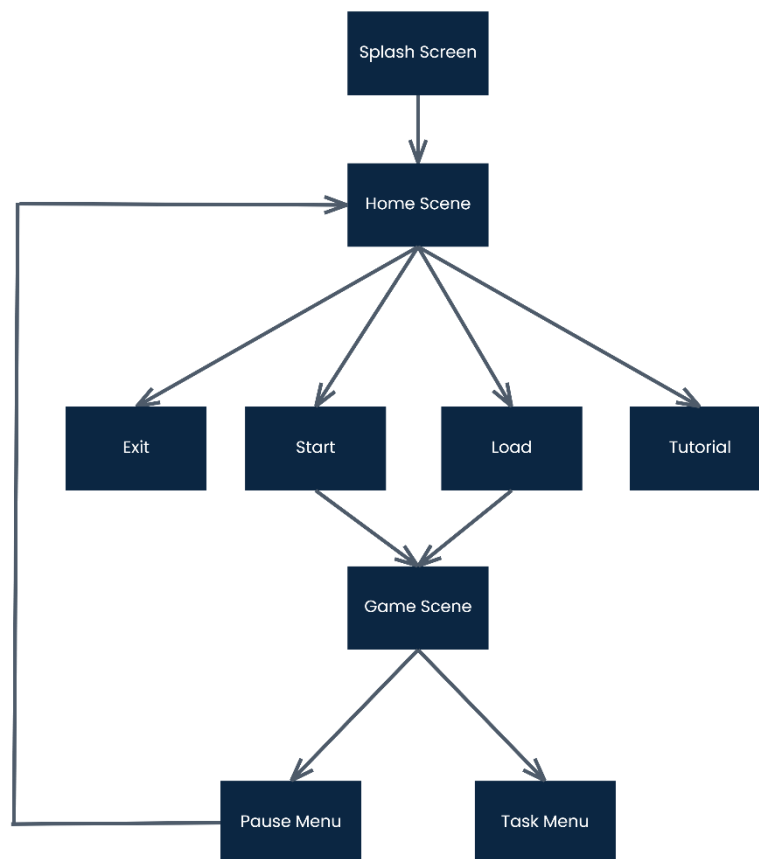 Splash Screen
Home Scene
Exit
Start
Load
Tutorial
Game Scene
Pause Menu
Task Menu